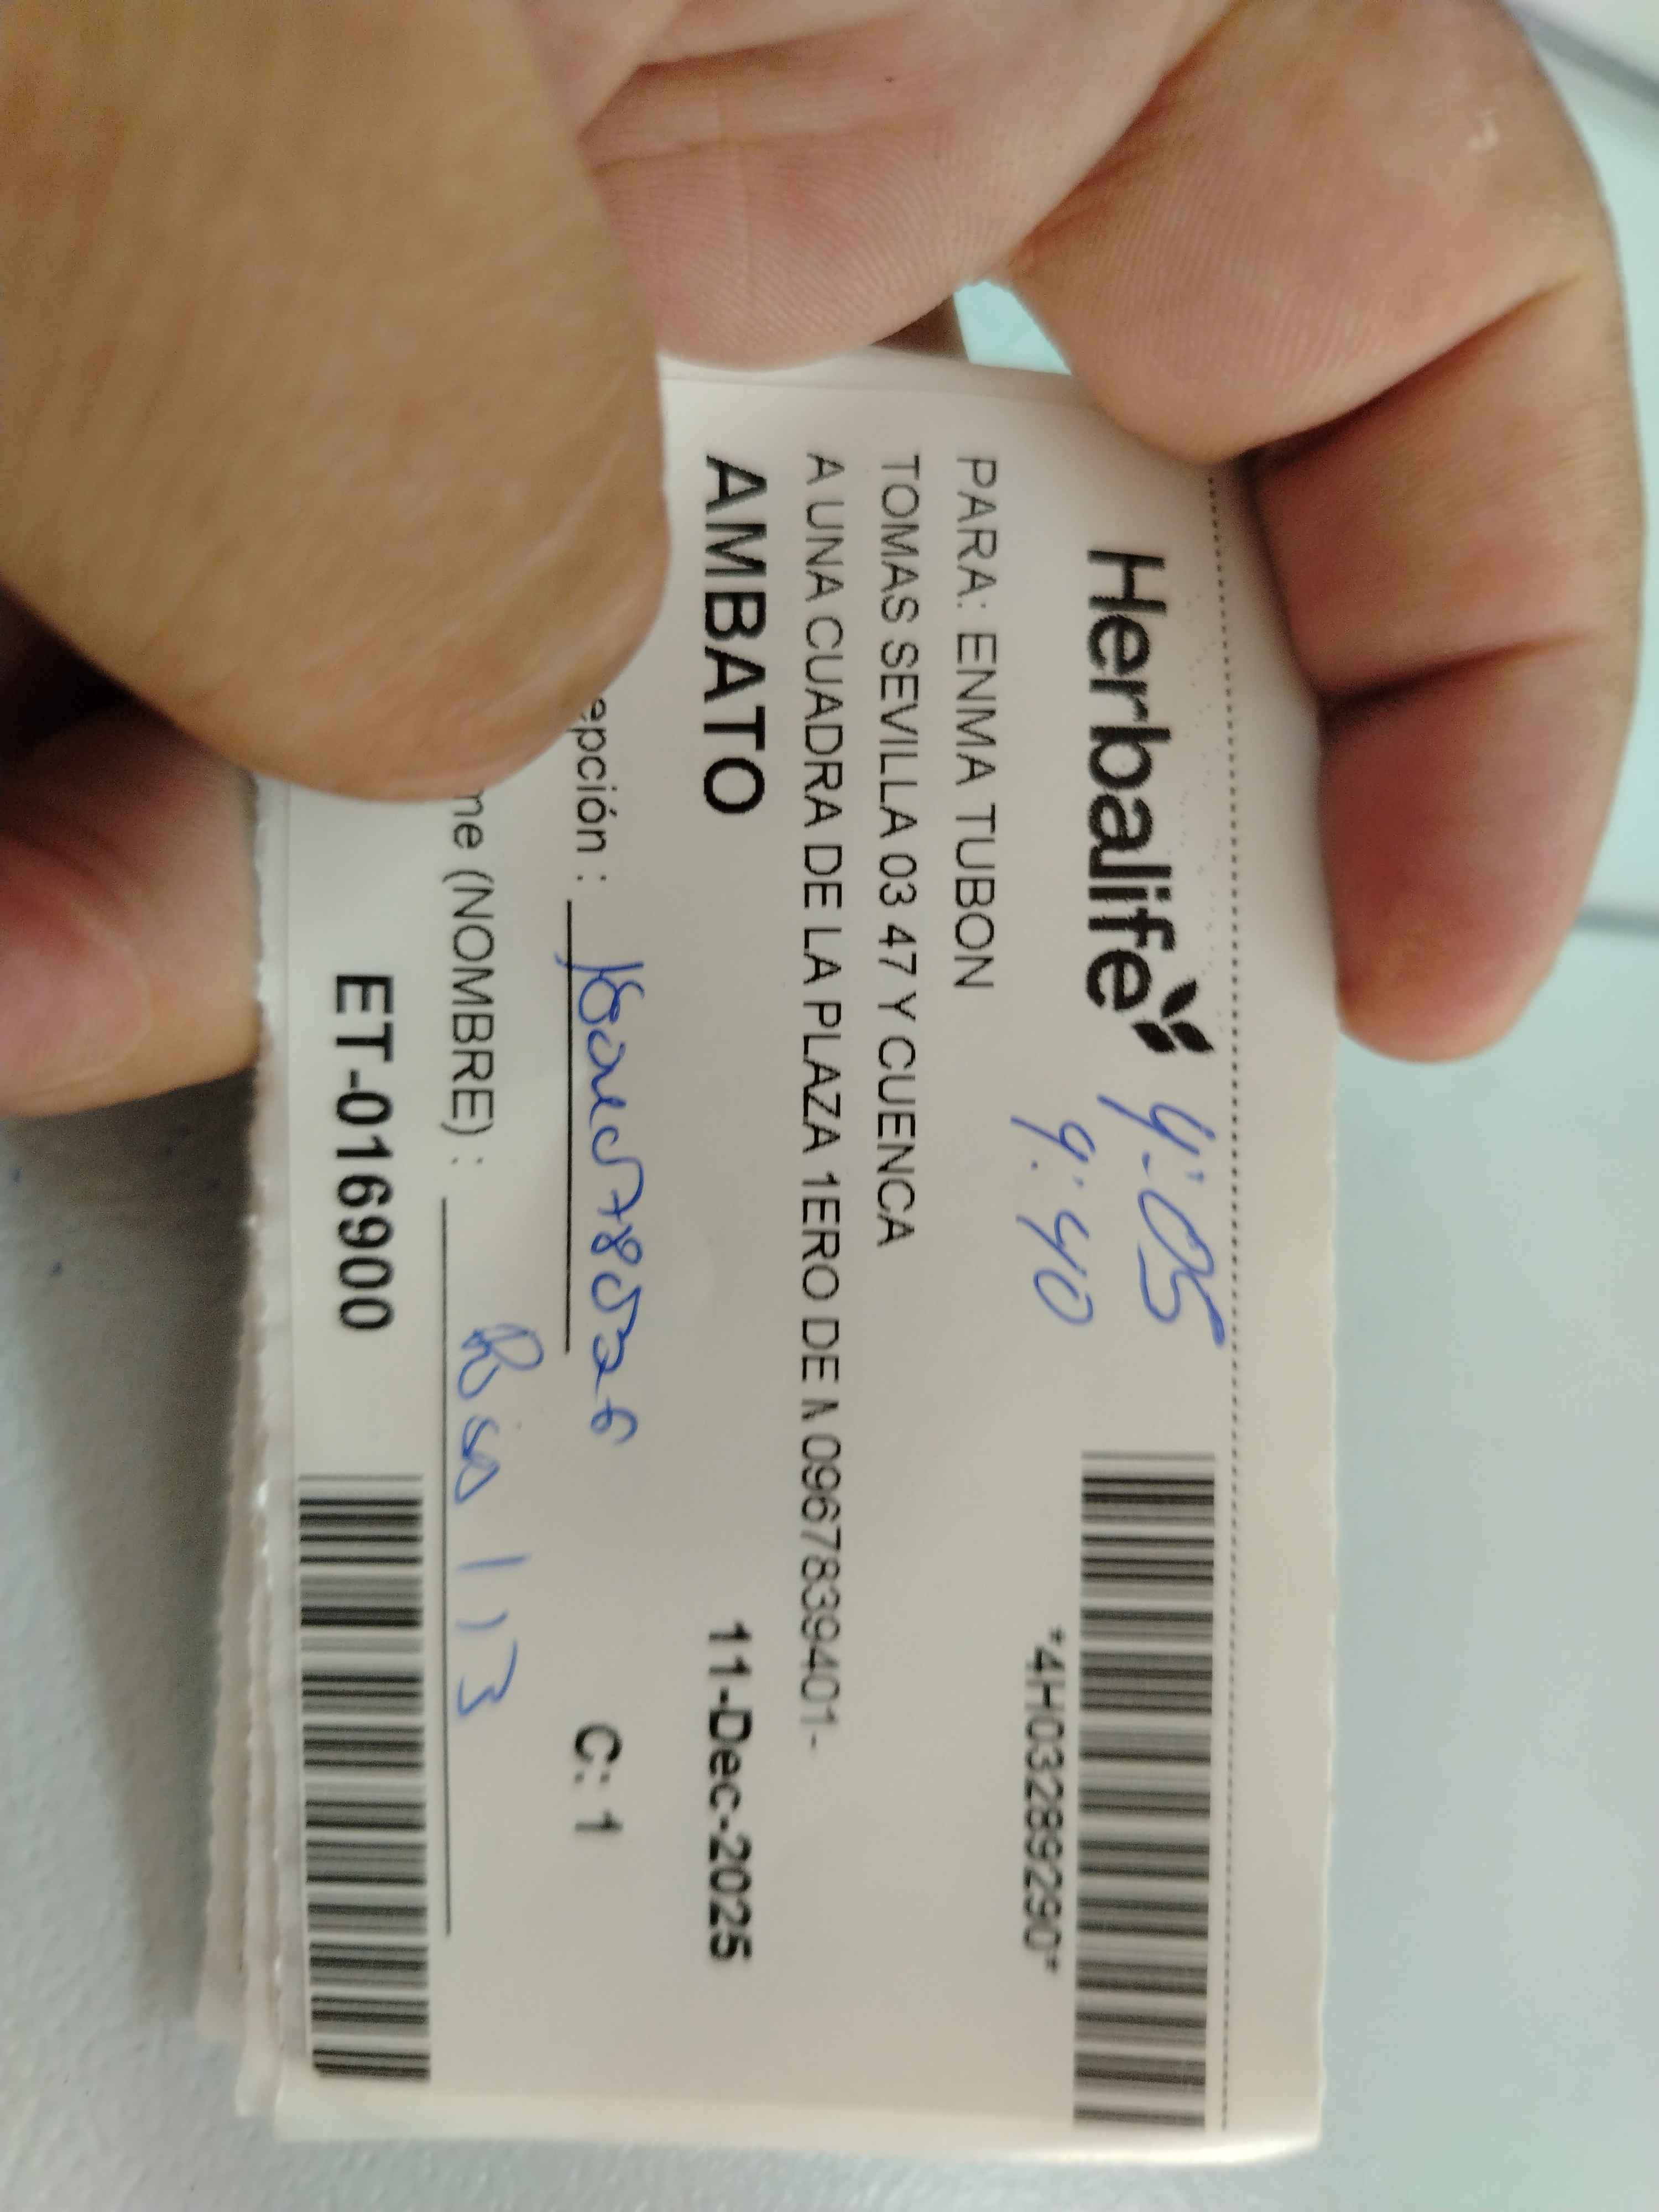 Herbalife
4:05
9:40
*4H03289290*
PARA: ENMA TUBON
TOMAS SEVILLA 03 47 Y CUENCA
A UNA CUADRA DE LA PLAZA 1ERO DE M 0967839401-
AMBATO 11-Dec-2025
epción : C: 1
me (NOMBRE) :
ET-016900